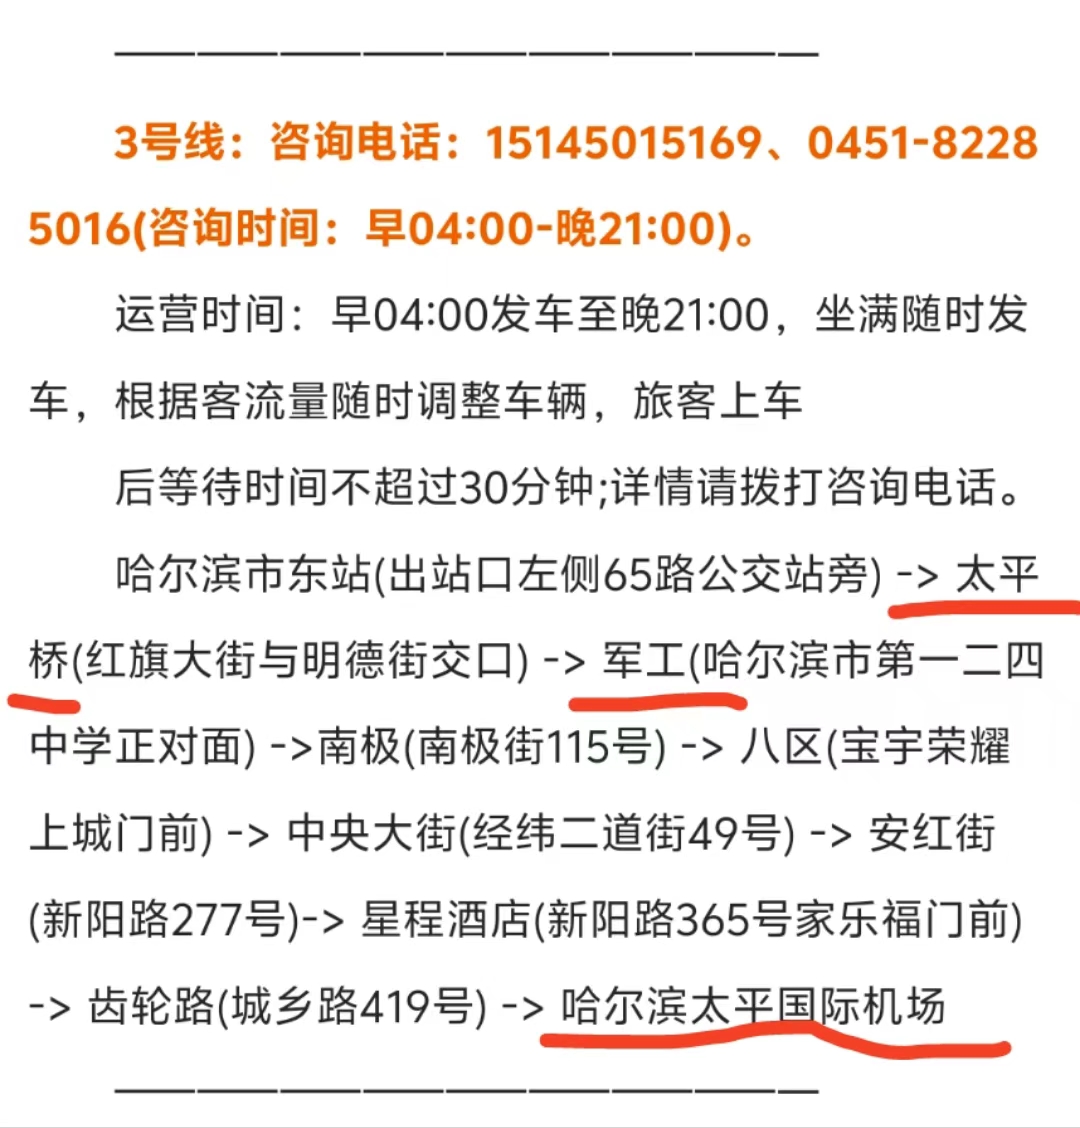 3号线：咨询电话：15145015169、0451-8228
5016(咨询时间：早04:00-晚21:00)。
运营时间：早04:00发车至晚21:00，坐满随时发
车，根据客流量随时调整车辆，旅客上车
后等待时间不超过30分钟;详情请拨打咨询电话。
哈尔滨市东站(出站口左侧65路公交站旁) -> 太平
桥(红旗大街与明德街交口) -> 军工(哈尔滨市第一二四
中学正对面) ->南极(南极街115号) -> 八区(宝宇荣耀
上城门前) -> 中央大街(经纬二道街49号) -> 安红街
(新阳路277号)-> 星程酒店(新阳路365号家乐福门前)
-> 齿轮路(城乡路419号) -> 哈尔滨太平国际机场